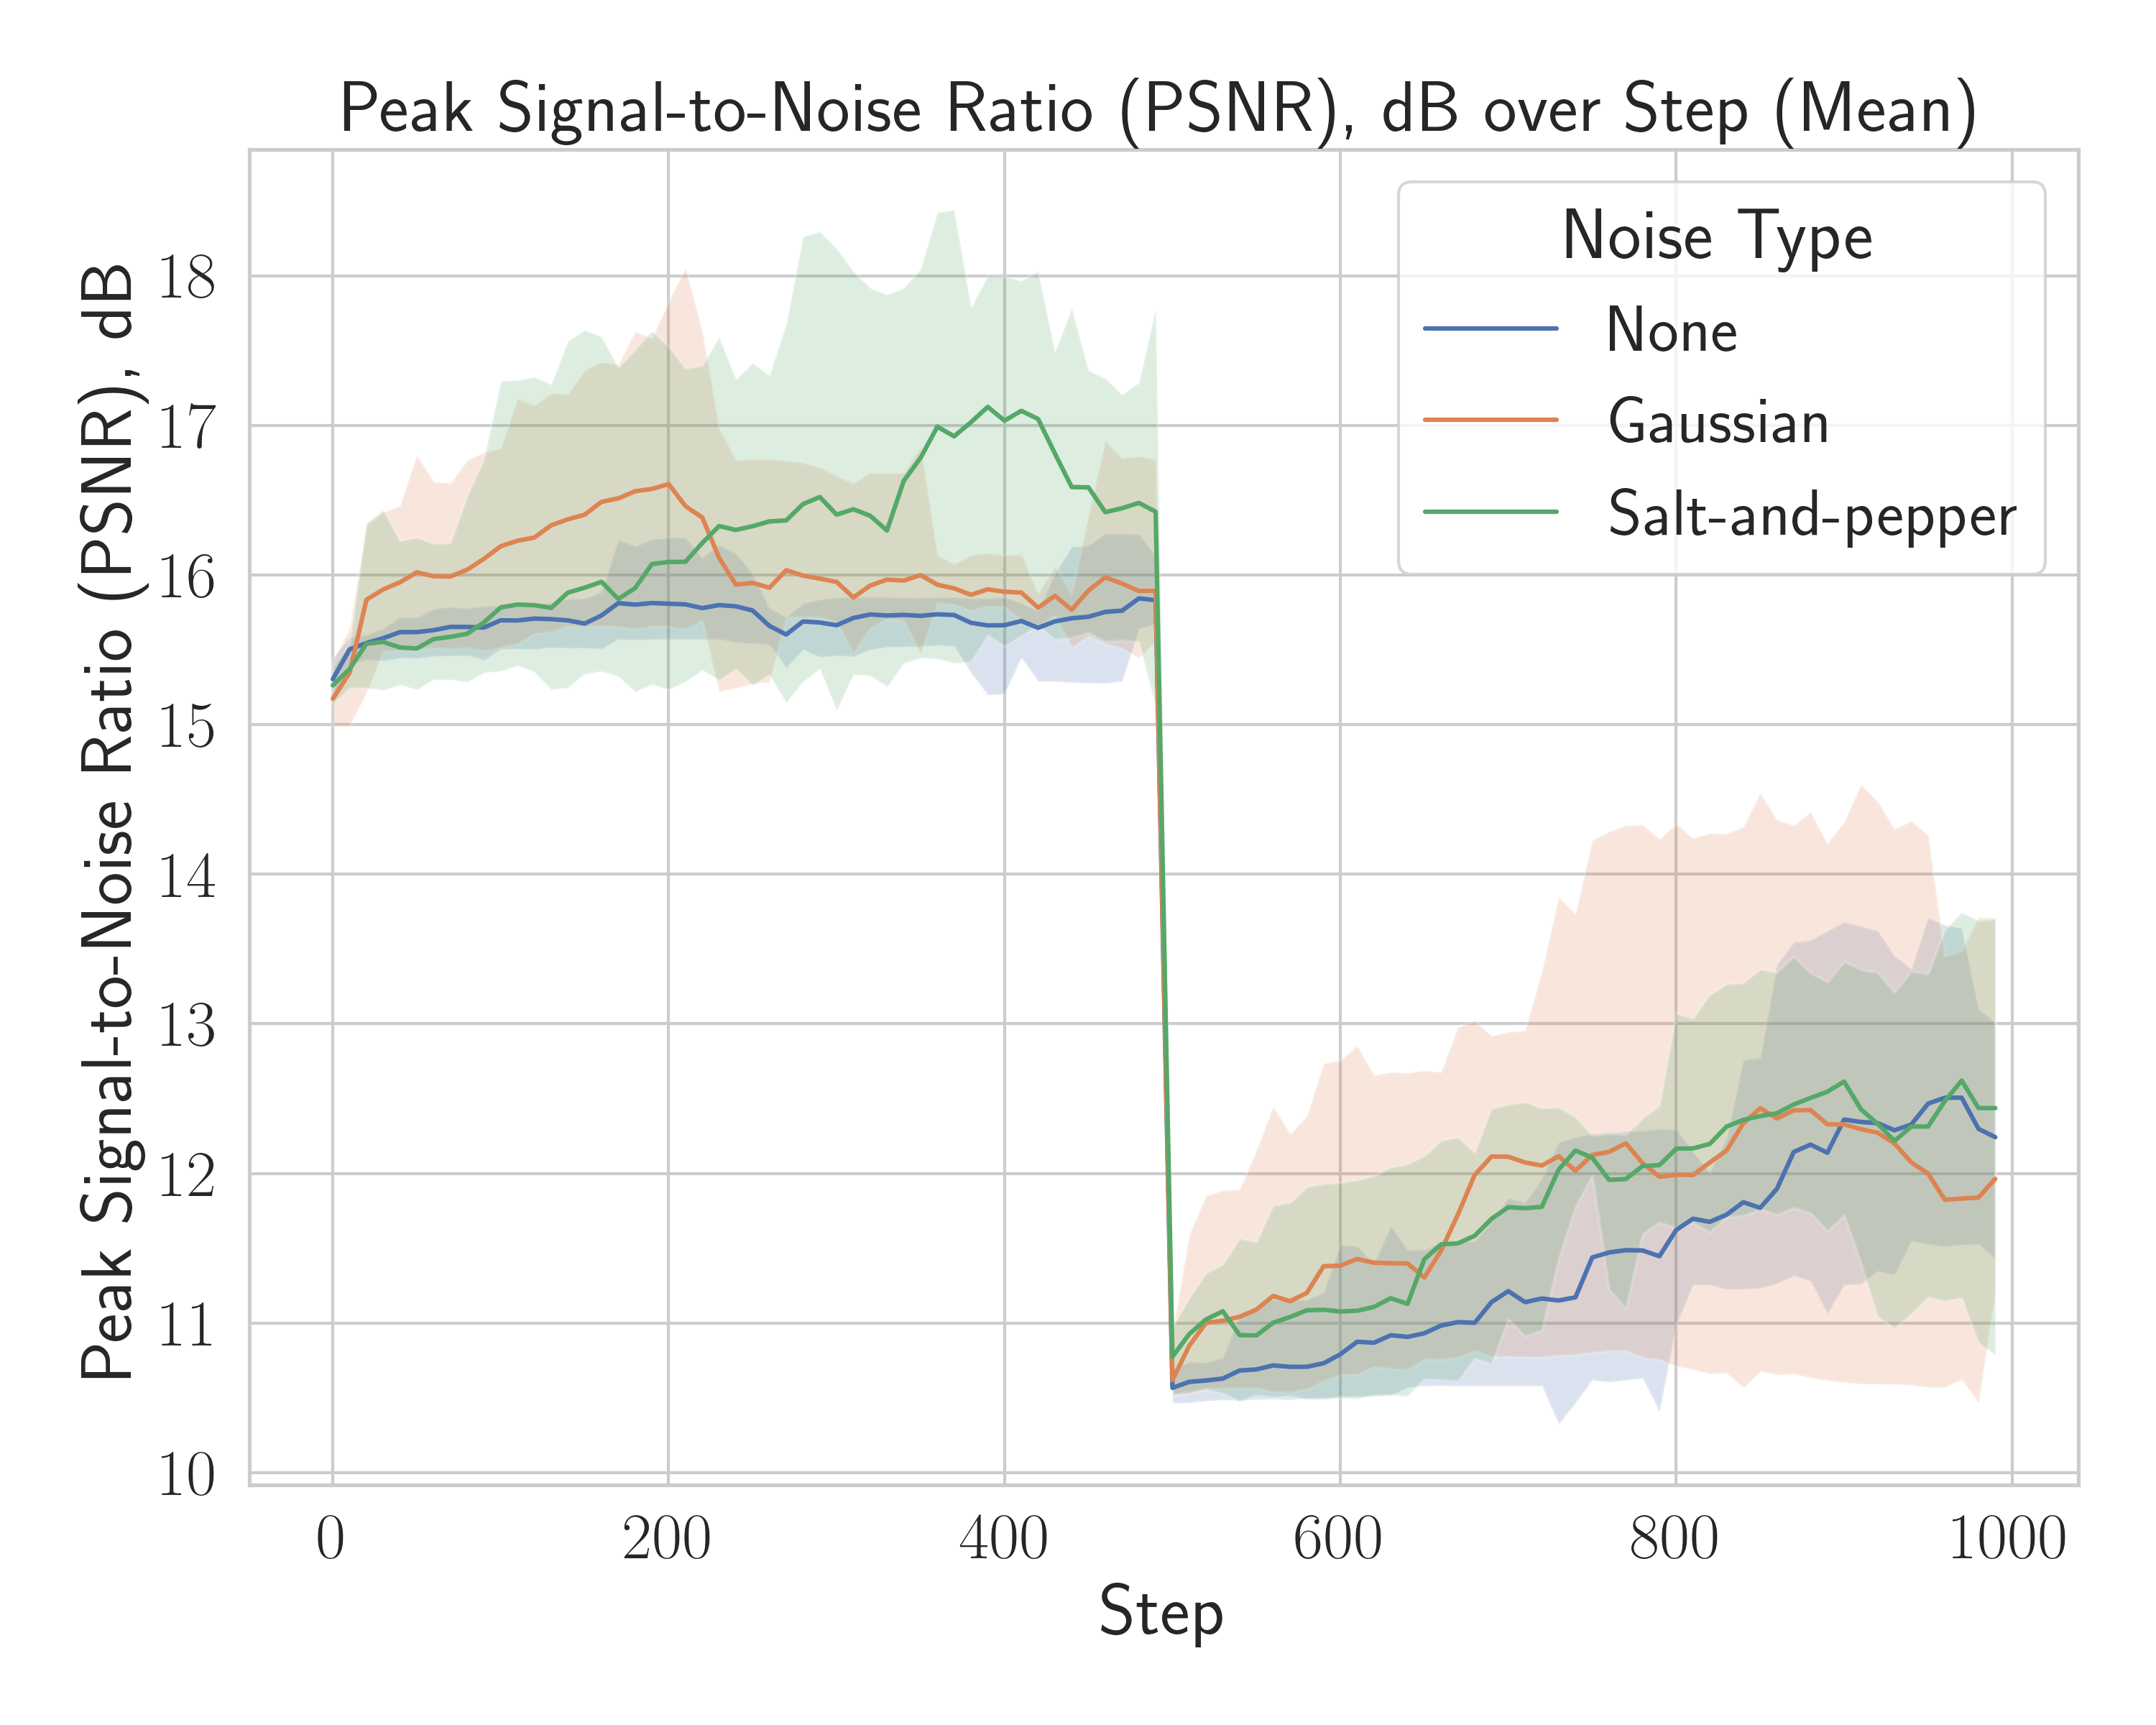 Peak Signal-to-Noise Ratio (PSNR), dB over Step (Mean)
Peak Signal-to-Noise Ratio (PSNR), dB
18
17
16
15
14
13
12
11
10
Noise Type
None
Gaussian
Salt-and-pepper
0 200 400 600 800 1000
Step